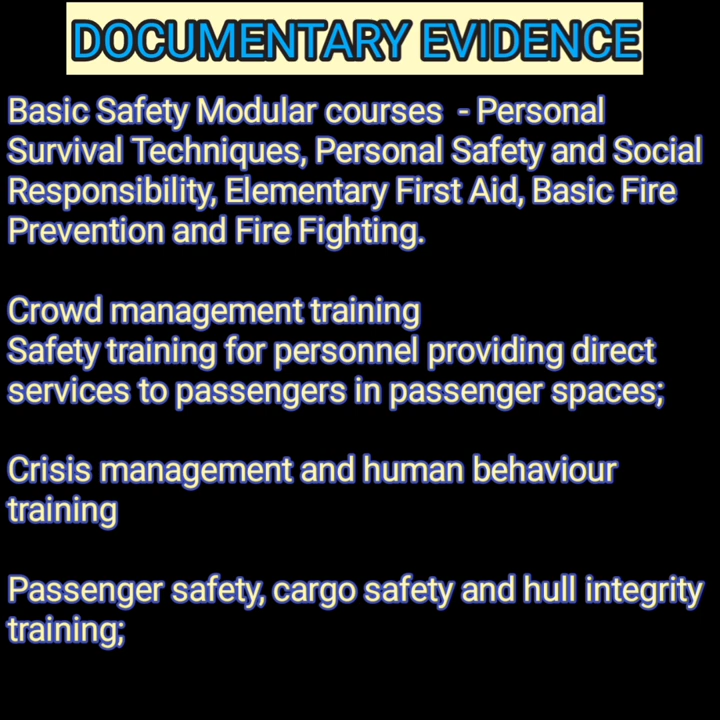 DOCUMENTARY EVIDENCE
Basic Safety Modular courses  - Personal
Survival Techniques, Personal Safety and Social
Responsibility, Elementary First Aid, Basic Fire
Prevention and Fire Fighting.
Crowd management training
Safety training for personnel providing direct
services to passengers in passenger spaces;
Crisis management and human behaviour
training
Passenger safety, cargo safety and hull integrity
training;